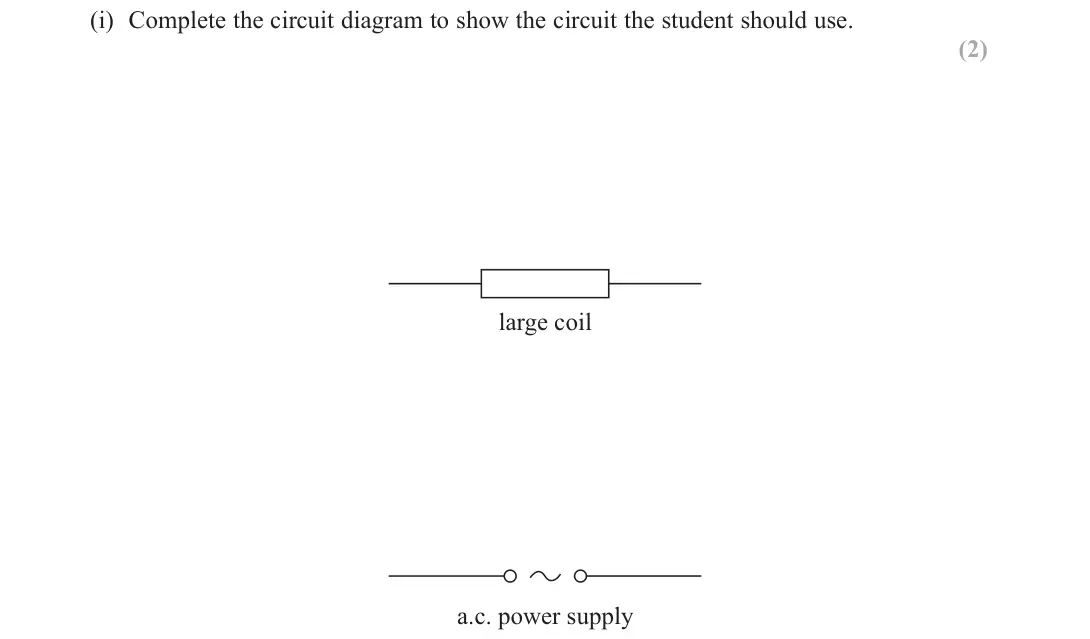 (i) Complete the circuit diagram to show the circuit the student should use.
(2)
large coil
a.c. power supply